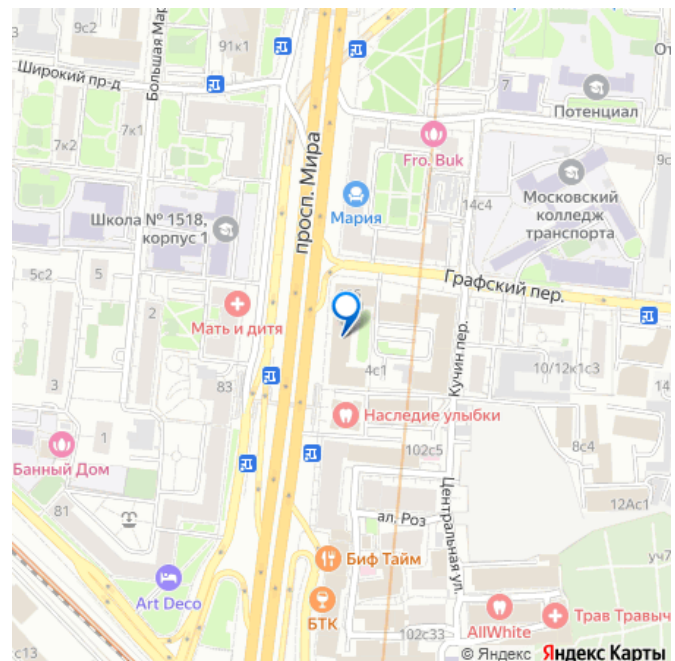 9с2
91к1
Большая Мар
Широкий пр-д
7
Потенциал
7к2
7к1
Fro. Buk
9с
просп. Мира
Мария
Московский
колледж
транспорта
14с4
Школа № 1518,
корпус 1
5с2
5
Графский пер.
2
Мать и дитя
4с1
Кучин пер.
10/12к1с3
14
3
83
Наследие улыбки
1
Банный Дом
102с5
8с4
81
Центральная ул.
12Ас1
ал. Роз
Биф Тайм
уч7
Art Deco
БТК
AllWhite
Трав Травыч
102с33
с13
© Яндекс Яндекс Карты